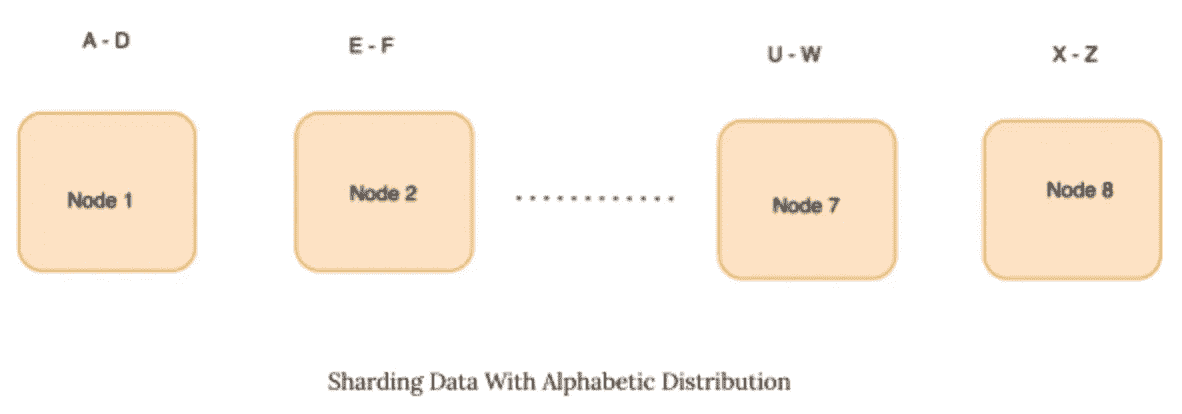 A - D
E - F
U - W
X - Z
Node 1
Node 2
............
Node 7
Node 8
Sharding Data With Alphabetic Distribution